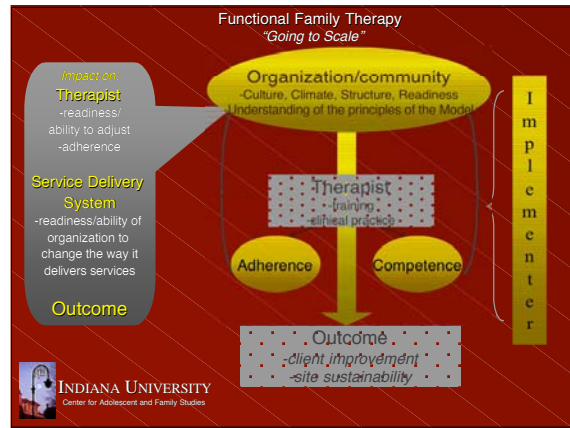 Functional Family Therapy
“Going to Scale”
Impact on:
Therapist
-readiness/
ability to adjust
-adherence
Service Delivery
System
-readiness/ability of
organization to
change the way it
delivers services
Outcome
Organization/community
-Culture, Climate, Structure, Readiness
-Understanding of the principles of the Model
Therapist
-training
-clinical practice
Adherence
Competence
Outcome
-client improvement
-site sustainability
Implementer
INDIANA UNIVERSITY
Center for Adolescent and Family Studies